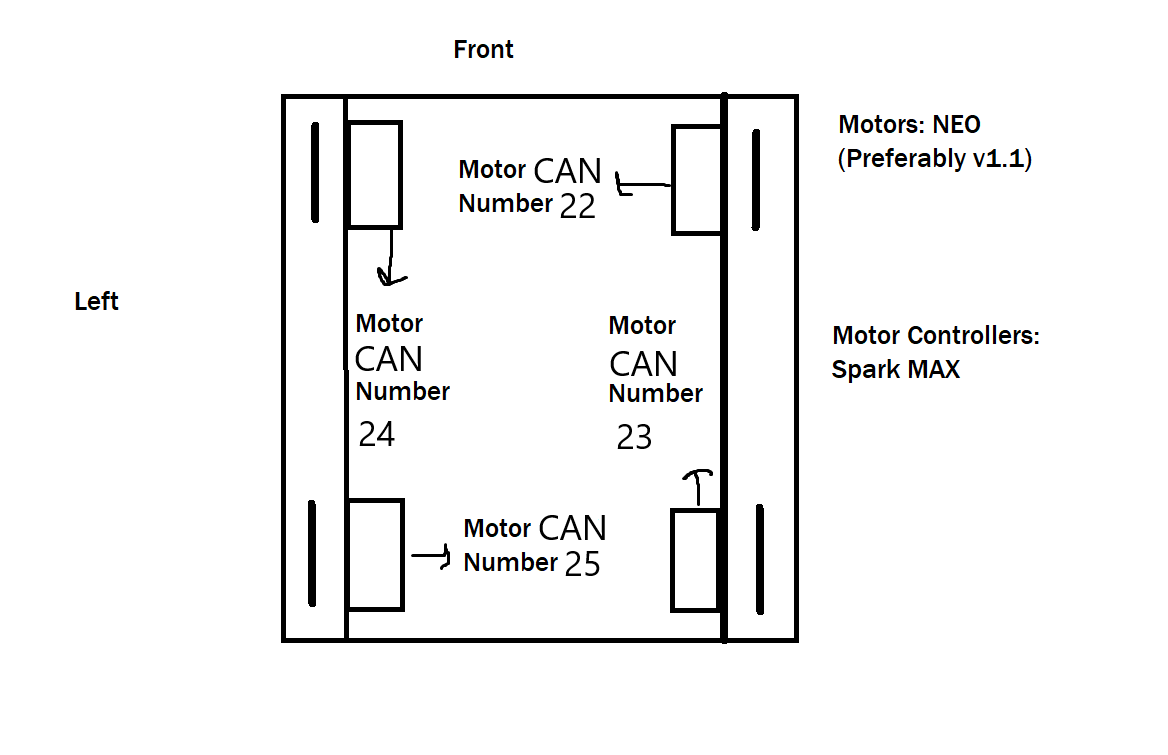 Front
Motors: NEO
(Preferably v1.1)
Motor CAN
Number 22
Left
Motor
CAN
Number
24
Motor
CAN
Number
23
Motor Controllers:
Spark MAX
Motor CAN
Number 25